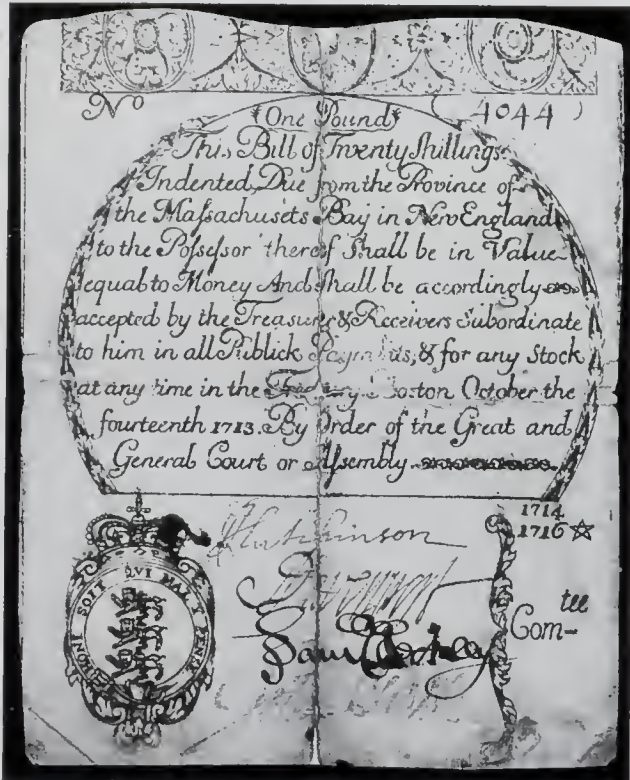 No 4044
One Pound
This Bill of Twenty Shillings
Indented, Due from the Province of
the Massachusets Bay in New England
to the Possessor thereof Shall be in Value
equal to Money And Shall be accordingly
accepted by the Treasurer & Receivers Subordinate
to him in all Publick Paym'ts, & for any Stock
at any time in the Treasury Boston October the
fourteenth 1713. By Order of the Great and
General Court or Assembly
1714
1716
Hutchinson
Com-tee
HONI SOIT QVI MAL Y PENSE